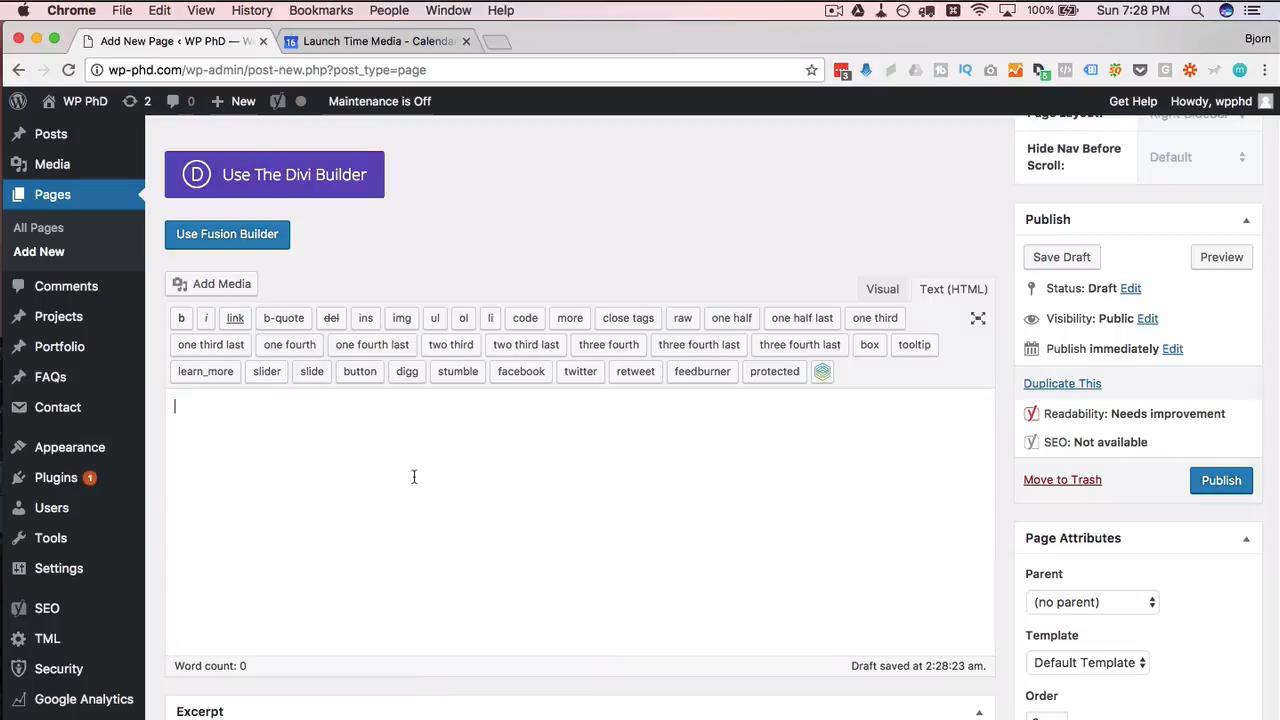 Chrome File Edit View History Bookmarks People Window Help 100% Sun 7:28 PM
Add New Page ‹ WP PhD — W 16 Launch Time Media - Calenda Bjorn
wp-phd.com/wp-admin/post-new.php?post_type=page 3 5
WP PhD 2 0 New Maintenance is Off Get Help Howdy, wpphd
Posts
Media
Pages
All Pages
Add New
Comments
Projects
Portfolio
FAQs
Contact
Appearance
Plugins 1
Users
Tools
Settings
SEO
TML
Security
Google Analytics
D Use The Divi Builder
Use Fusion Builder
Add Media
Visual Text (HTML)
b i link b-quote del ins img ul ol li code more close tags raw one half one half last one third
one third last one fourth one fourth last two third two third last three fourth three fourth last three fourth last box tooltip
learn_more slider slide button digg stumble facebook twitter retweet feedburner protected
Word count: 0 Draft saved at 2:28:23 am.
Excerpt
Page Layout: Right Sidebar
Hide Nav Before
Scroll:
Default
Publish
Save Draft Preview
Status: Draft Edit
Visibility: Public Edit
Publish immediately Edit
Duplicate This
Readability: Needs improvement
SEO: Not available
Move to Trash Publish
Page Attributes
Parent
(no parent)
Template
Default Template
Order